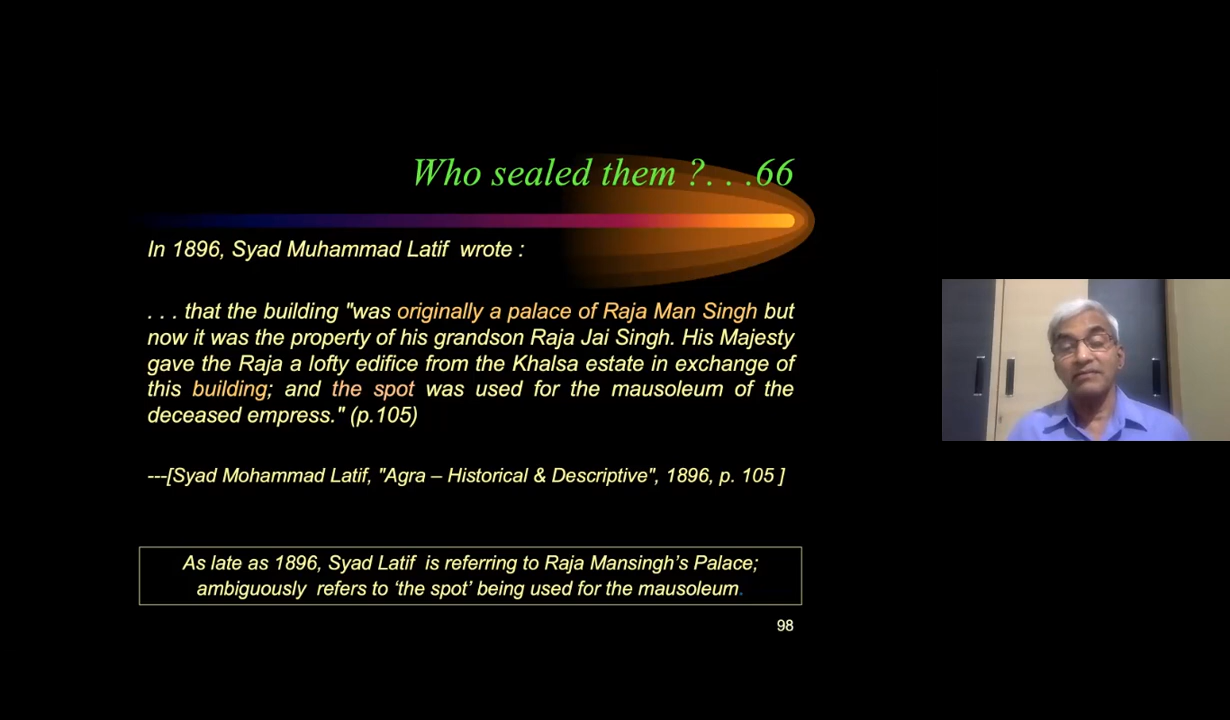 Who sealed them ?. . .66
In 1896, Syad Muhammad Latif wrote :
. . . that the building "was originally a palace of Raja Man Singh but
now it was the property of his grandson Raja Jai Singh. His Majesty
gave the Raja a lofty edifice from the Khalsa estate in exchange of
this building; and the spot was used for the mausoleum of the
deceased empress." (p.105)
---[Syad Mohammad Latif, "Agra – Historical & Descriptive", 1896, p. 105 ]
As late as 1896, Syad Latif is referring to Raja Mansingh’s Palace;
ambiguously refers to ‘the spot’ being used for the mausoleum.
98